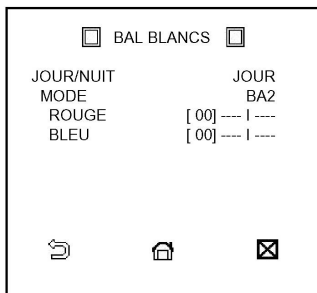 BAL BLANCS
JOUR/NUIT JOUR
MODE BA2
ROUGE [ 00] ---- I ----
BLEU [ 00] ---- I ----